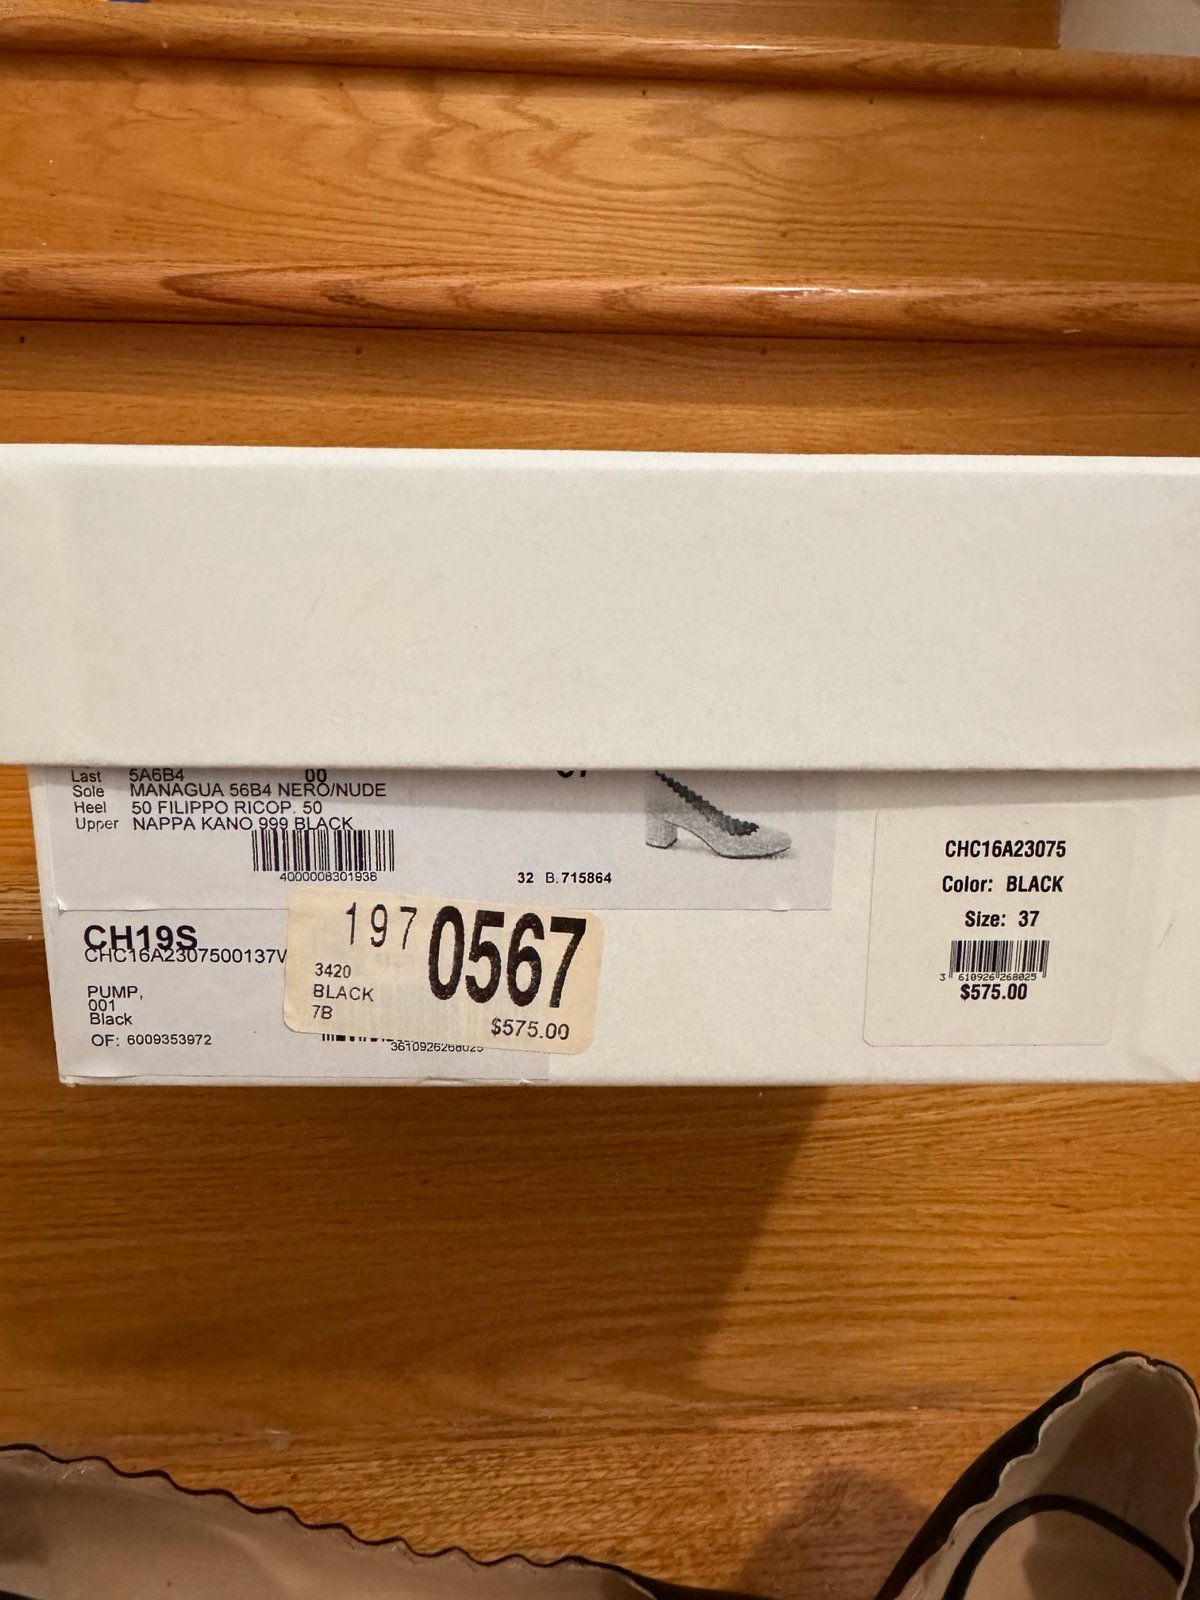 Last 5A6B4 00
Sole MANAGUA 56B4 NERO/NUDE
Heel 50 FILIPPO RICOP. 50
Upper NAPPA KANO 999 BLACK
4000008301938
32 B.715864
CH19S
CHC16A2307500137V
PUMP,
001
Black
OF: 6009353972
197 0567
3420
BLACK
7B
$575.00
3610926268025
CHC16A23075
Color: BLACK
Size: 37
3 610926 268025
$575.00